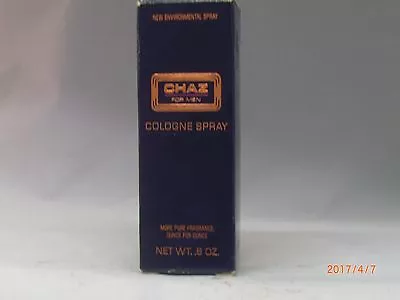 NEW ENVIRONMENTAL SPRAY
CHAZ
FOR MEN
COLOGNE SPRAY
MORE PURE FRAGRANCE,
OUNCE FOR OUNCE
NET WT. .8 OZ.
2017/4/7